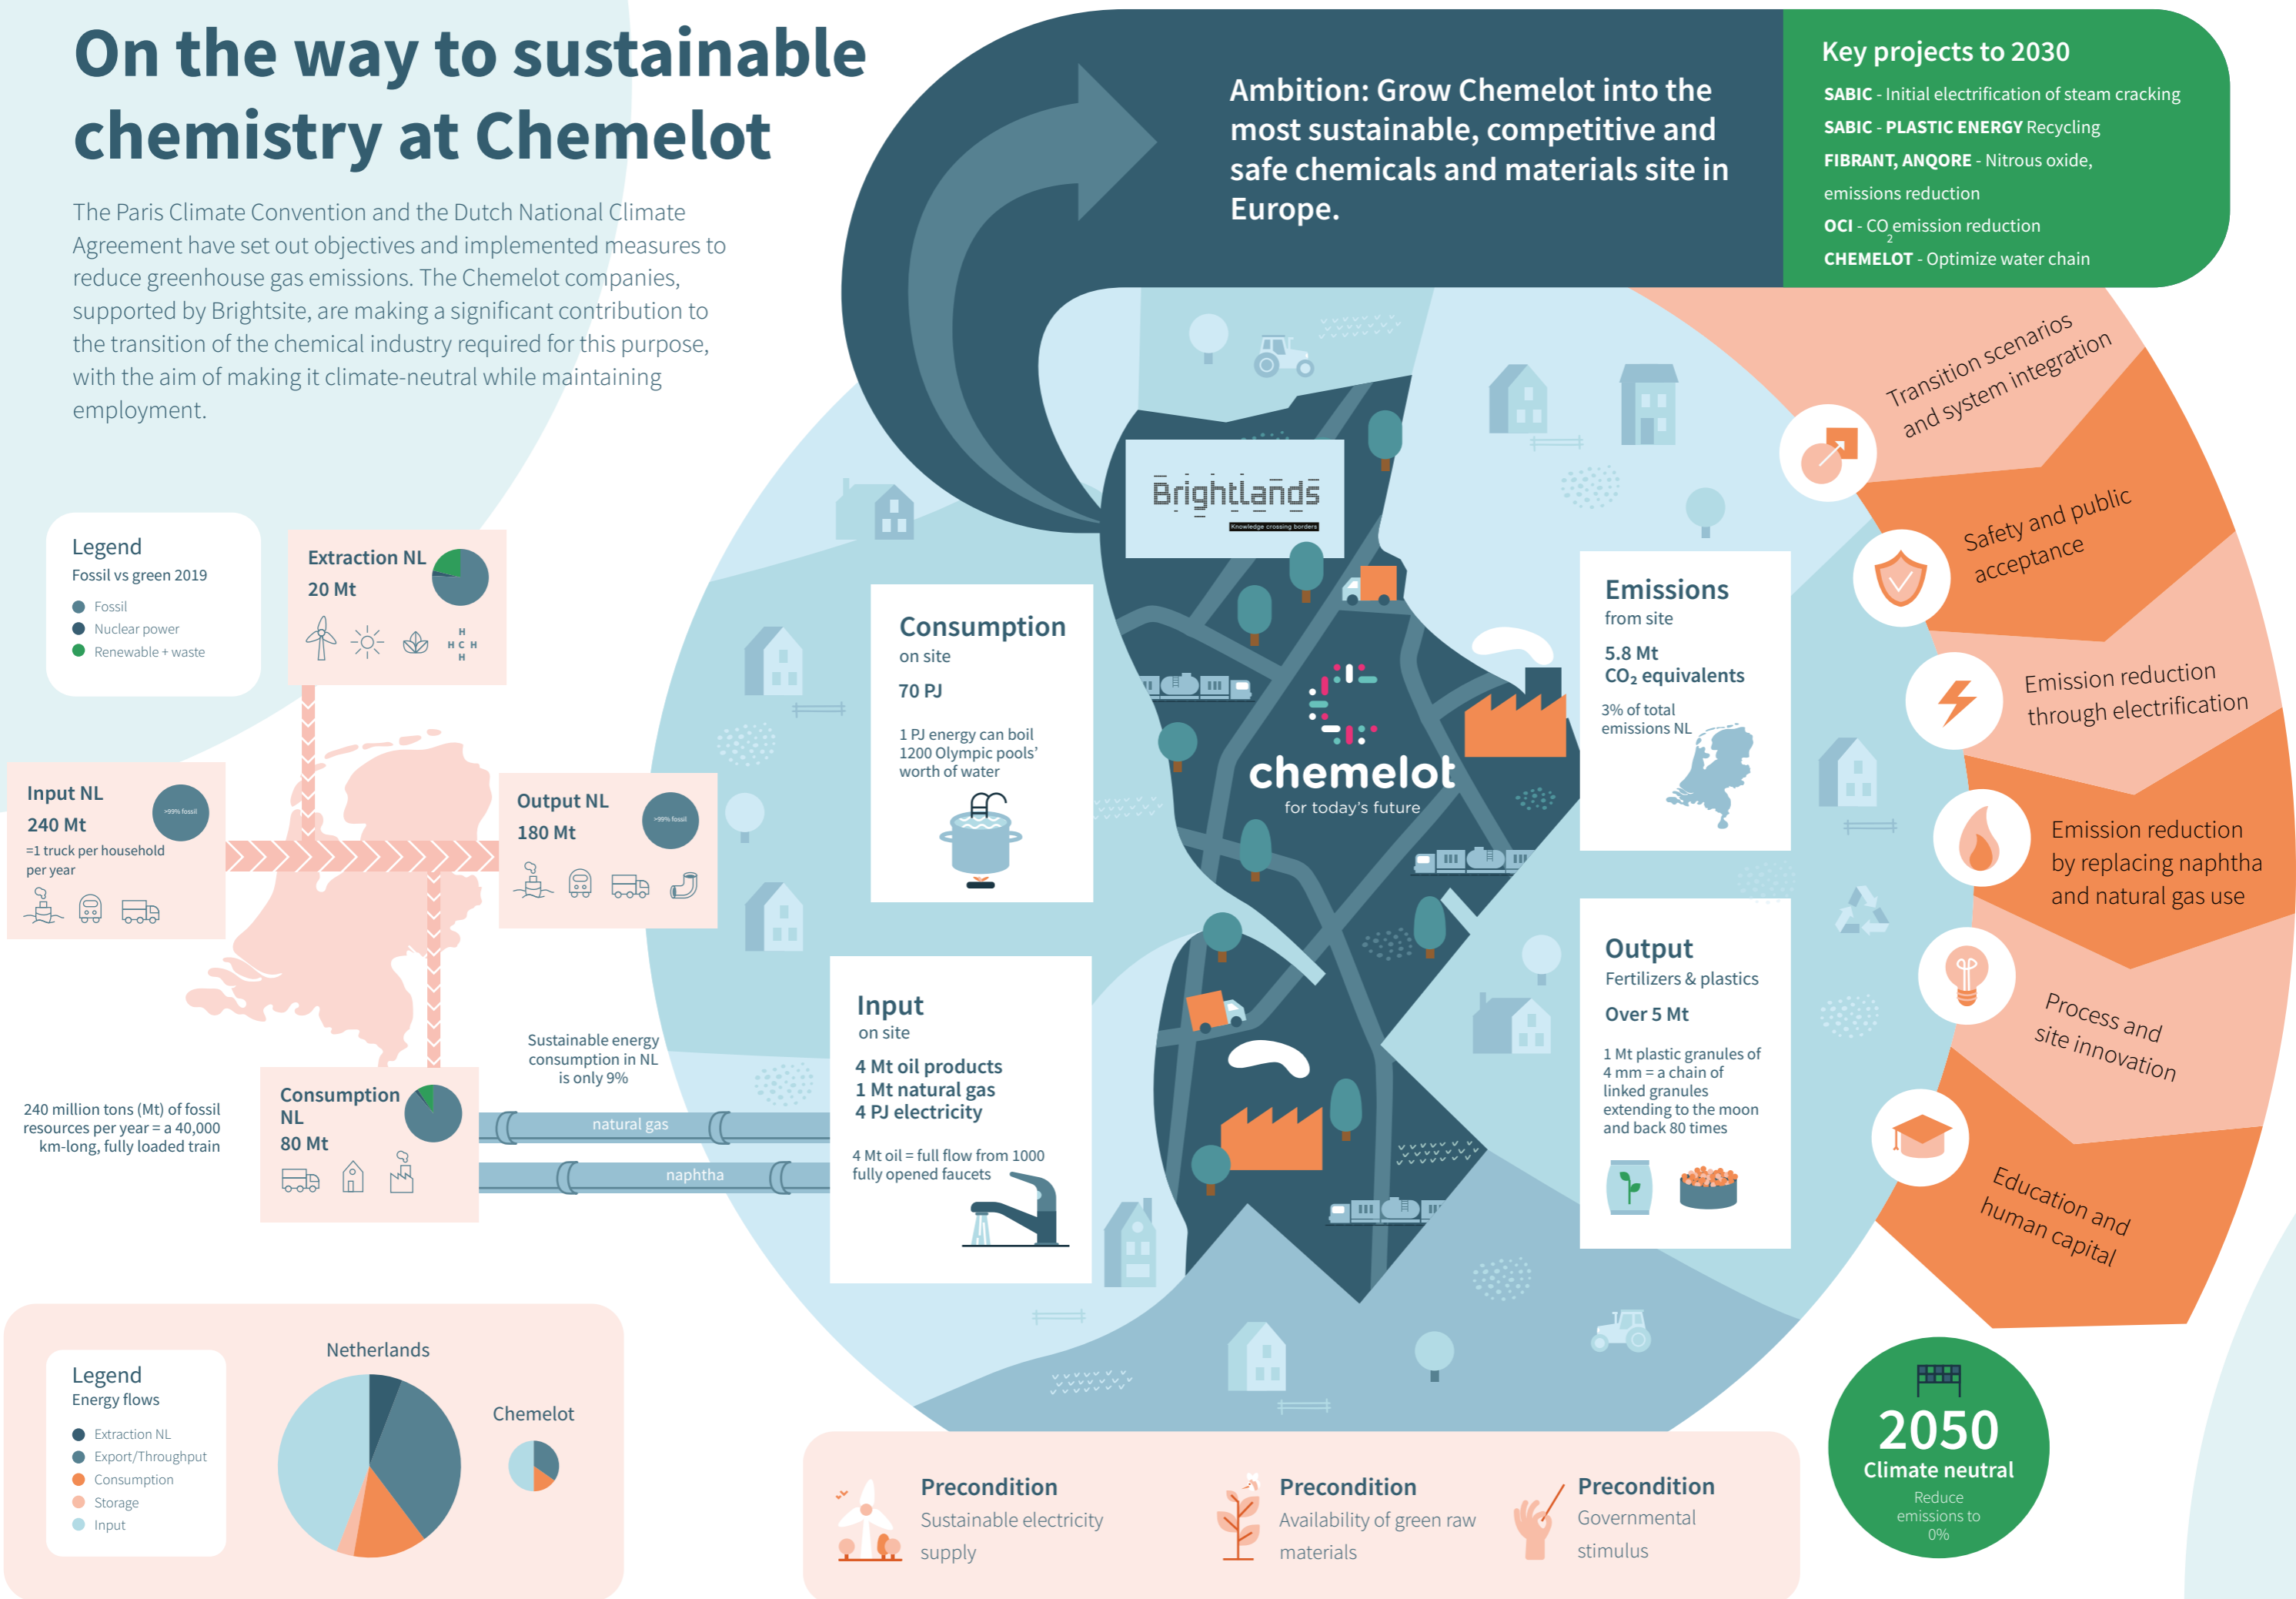 On the way to sustainable
chemistry at Chemelot
The Paris Climate Convention and the Dutch National Climate
Agreement have set out objectives and implemented measures to
reduce greenhouse gas emissions. The Chemelot companies,
supported by Brightsite, are making a significant contribution to
the transition of the chemical industry required for this purpose,
with the aim of making it climate-neutral while maintaining
employment.
Ambition: Grow Chemelot into the
most sustainable, competitive and
safe chemicals and materials site in
Europe.
Key projects to 2030
SABIC - Initial electrification of steam cracking
SABIC - PLASTIC ENERGY Recycling
FIBRANT, ANQORE - Nitrous oxide,
emissions reduction
OCI - CO2 emission reduction
CHEMELOT - Optimize water chain
Legend
Fossil vs green 2019
Fossil
Nuclear power
Renewable + waste
Extraction NL
20 Mt
H
H C H
H
Input NL
240 Mt
=1 truck per household
per year
>99% fossil
Output NL
180 Mt
>99% fossil
Consumption
NL
80 Mt
240 million tons (Mt) of fossil
resources per year = a 40,000
km-long, fully loaded train
Sustainable energy
consumption in NL
is only 9%
natural gas
naphtha
Brightlands
Knowledge crossing borders
Consumption
on site
70 PJ
1 PJ energy can boil
1200 Olympic pools'
worth of water
Input
on site
4 Mt oil products
1 Mt natural gas
4 PJ electricity
4 Mt oil = full flow from 1000
fully opened faucets
chemelot
for today's future
Emissions
from site
5.8 Mt
CO₂ equivalents
3% of total
emissions NL
Output
Fertilizers & plastics
Over 5 Mt
1 Mt plastic granules of
4 mm = a chain of
linked granules
extending to the moon
and back 80 times
Transition scenarios
and system integration
Safety and public
acceptance
Emission reduction
through electrification
Emission reduction
by replacing naphtha
and natural gas use
Process and
site innovation
Education and
human capital
Legend
Energy flows
Extraction NL
Export/Throughput
Consumption
Storage
Input
Netherlands
Chemelot
Precondition
Sustainable electricity
supply
Precondition
Availability of green raw
materials
Precondition
Governmental
stimulus
2050
Climate neutral
Reduce
emissions to
0%